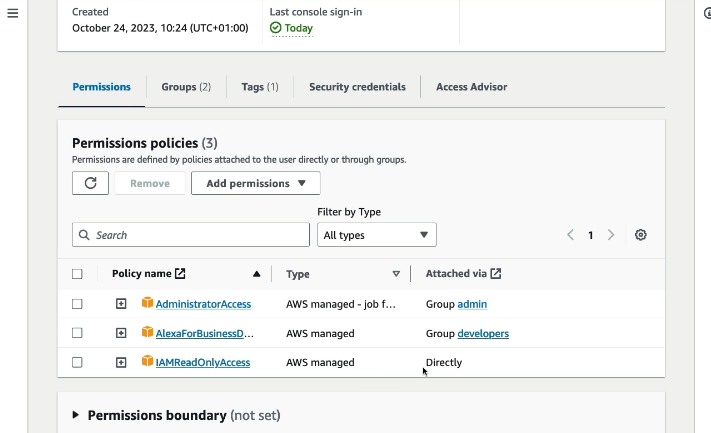 Created
October 24, 2023, 10:24 (UTC+01:00)
Last console sign-in
Today
Permissions
Groups (2)
Tags (1)
Security credentials
Access Advisor
Permissions policies (3)
Permissions are defined by policies attached to the user directly or through groups.
Remove
Add permissions
Filter by Type
Search
All types
1
Policy name
Type
Attached via
AdministratorAccess
AWS managed - job f...
Group admin
AlexaForBusinessD...
AWS managed
Group developers
IAMReadOnlyAccess
AWS managed
Directly
Permissions boundary (not set)